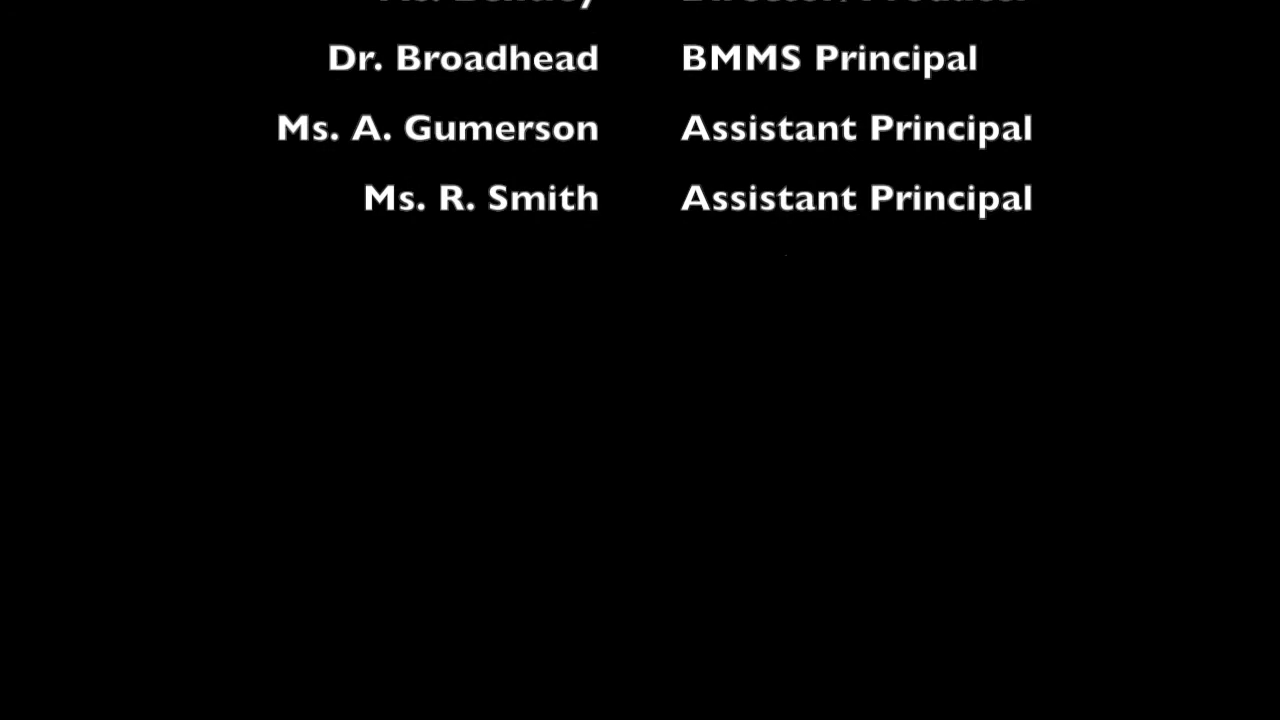 Dr. Broadhead BMMS Principal
Ms. A. Gumerson Assistant Principal
Ms. R. Smith Assistant Principal